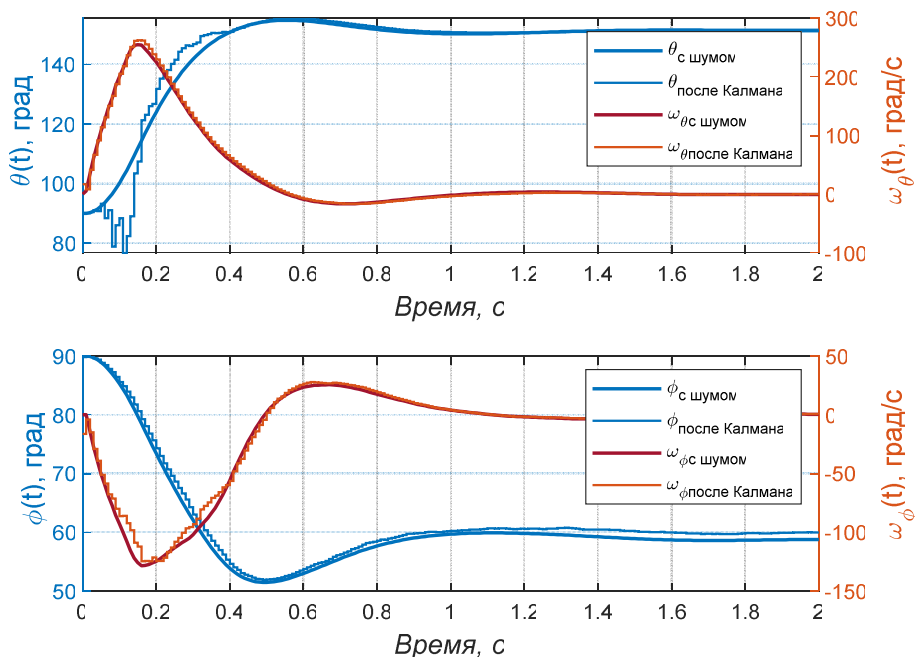 θ(t), град
140
120
100
80
300
200
100
0
-100
ω_θ(t), град/с
θ_с шумом
θ_после Калмана
ω_θс шумом
ω_θпосле Калмана
0 0.2 0.4 0.6 0.8 1 1.2 1.4 1.6 1.8 2
Время, с
ϕ(t), град
90
80
70
60
50
50
0
-50
-100
-150
ω_ϕ(t), град/с
ϕ_с шумом
ϕ_после Калмана
ω_ϕс шумом
ω_ϕпосле Калмана
0 0.2 0.4 0.6 0.8 1 1.2 1.4 1.6 1.8 2
Время, с